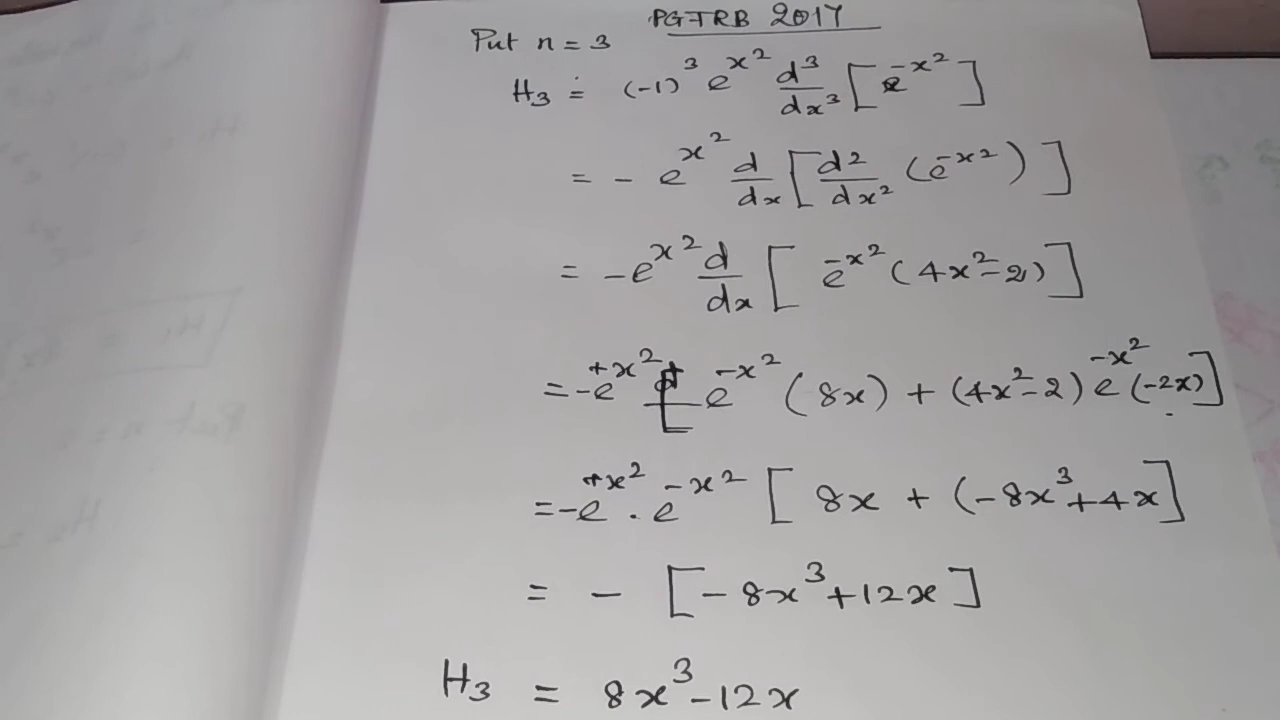 PGTRB 2017
Put n = 3
H₃ = (-1)³ e^{x²} d³/dx³ [e^{-x²}]
= - e^{x²} d/dx [d²/dx² (e^{-x²})]
= -e^{x²} d/dx [e^{-x²} (4x²-2)]
= -e^{+x²} [e^{-x²} (8x) + (4x²-2) e^{-x²} (-2x)]
= -e^{+x²} . e^{-x²} [8x + (-8x³+4x]
= - [-8x³+12x]
H₃ = 8x³-12x